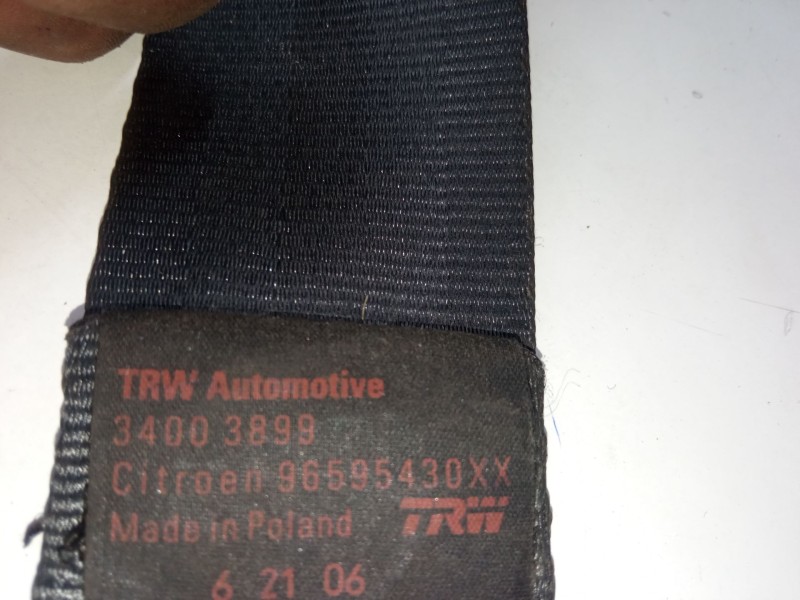 TRW Automotive
3400 3899
Citroen 96595430XX
Made in Poland TRW
6 21 06